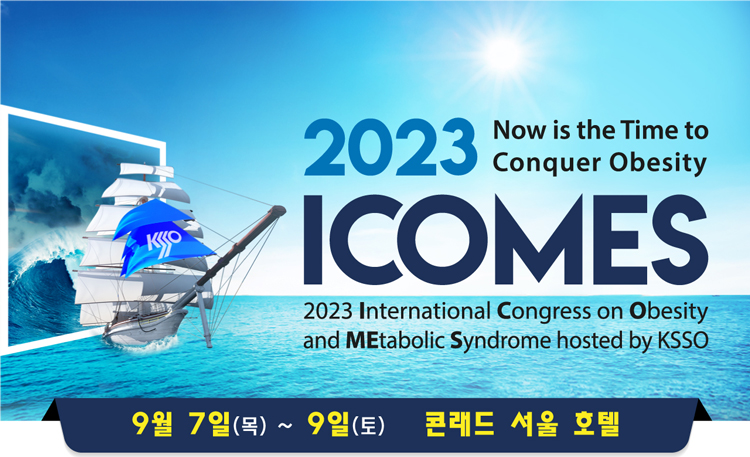 2023
Now is the Time to
Conquer Obesity
ICOMES
2023 International Congress on Obesity
and MEtabolic Syndrome hosted by KSSO
KSSO
9월 7일(목) ~ 9일(토) 콘래드 서울 호텔